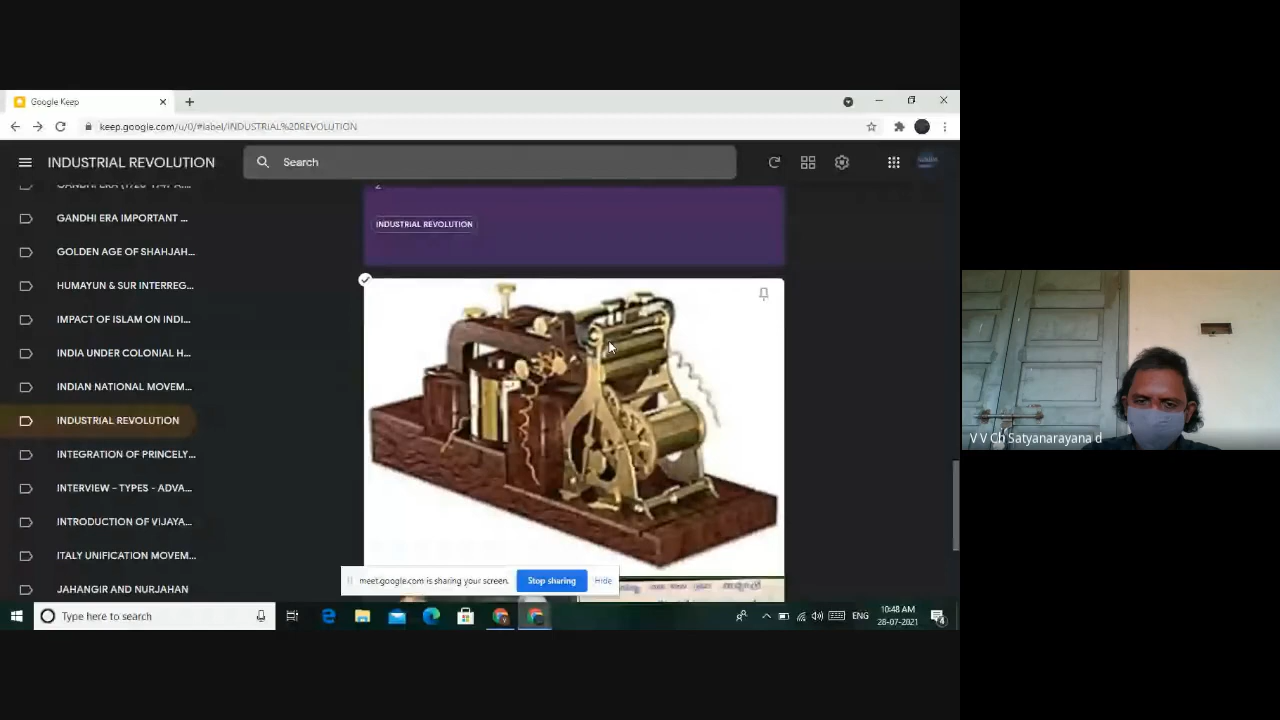 Google Keep
keep.google.com/u/0/#label/INDUSTRIAL%20REVOLUTION
INDUSTRIAL REVOLUTION
Search
GANDHI ERA IMPORTANT ...
GOLDEN AGE OF SHAHJAH...
HUMAYUN & SUR INTERREG...
IMPACT OF ISLAM ON INDI...
INDIA UNDER COLONIAL H...
INDIAN NATIONAL MOVEM...
INDUSTRIAL REVOLUTION
INTEGRATION OF PRINCELY...
INTERVIEW – TYPES - ADVA...
INTRODUCTION OF VIJAYA...
ITALY UNIFICATION MOVEM...
JAHANGIR AND NURJAHAN
2
INDUSTRIAL REVOLUTION
meet.google.com is sharing your screen.
Stop sharing
Hide
Type here to search
ENG
10:48 AM
28-07-2021
4
V V Ch Satyanarayana d